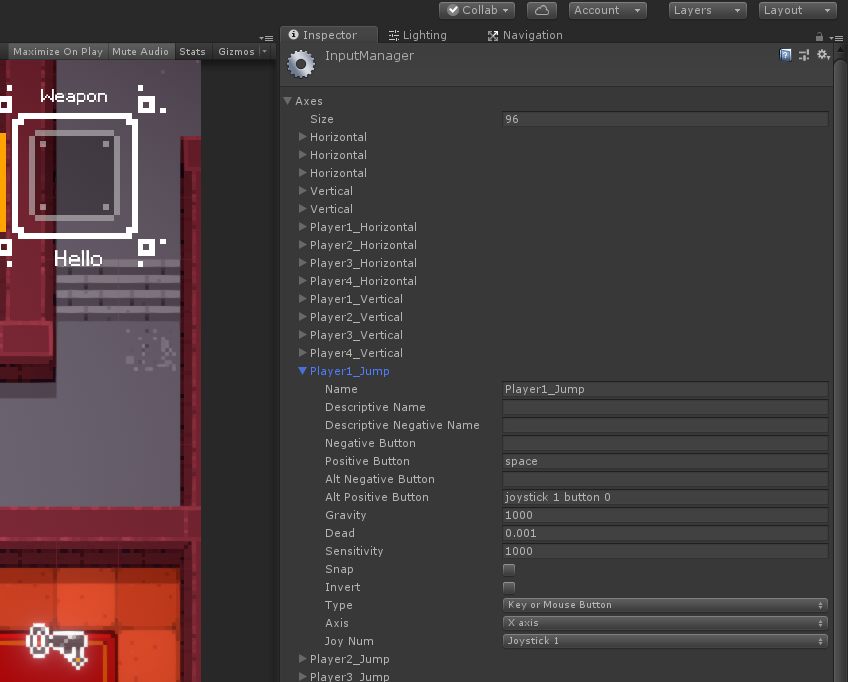 Collab Account Layers Layout
Inspector Lighting Navigation
Maximize On Play Mute Audio Stats Gizmos
InputManager
Weapon
Hello
Axes
Size 96
Horizontal
Horizontal
Horizontal
Vertical
Vertical
Player1_Horizontal
Player2_Horizontal
Player3_Horizontal
Player4_Horizontal
Player1_Vertical
Player2_Vertical
Player3_Vertical
Player4_Vertical
Player1_Jump
Name Player1_Jump
Descriptive Name
Descriptive Negative Name
Negative Button
Positive Button space
Alt Negative Button
Alt Positive Button joystick 1 button 0
Gravity 1000
Dead 0.001
Sensitivity 1000
Snap
Invert
Type Key or Mouse Button
Axis X axis
Joy Num Joystick 1
Player2_Jump
Player3_Jump